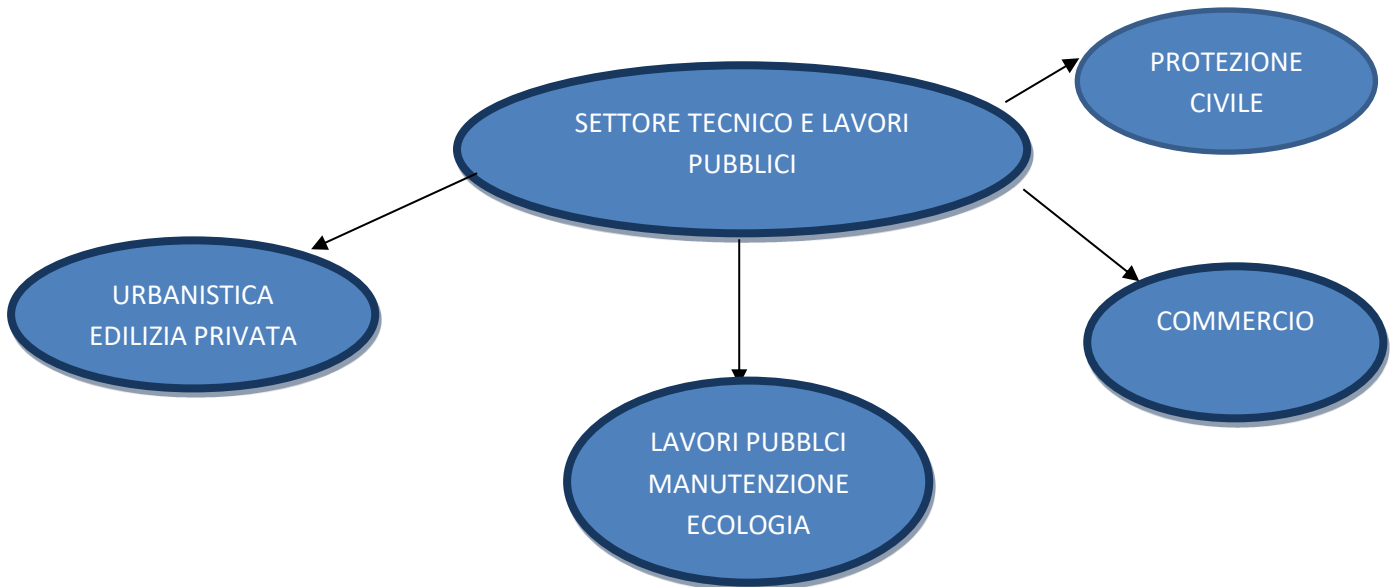 PROTEZIONE
CIVILE
SETTORE TECNICO E LAVORI
PUBBLICI
URBANISTICA
EDILIZIA PRIVATA
COMMERCIO
LAVORI PUBBLCI
MANUTENZIONE
ECOLOGIA